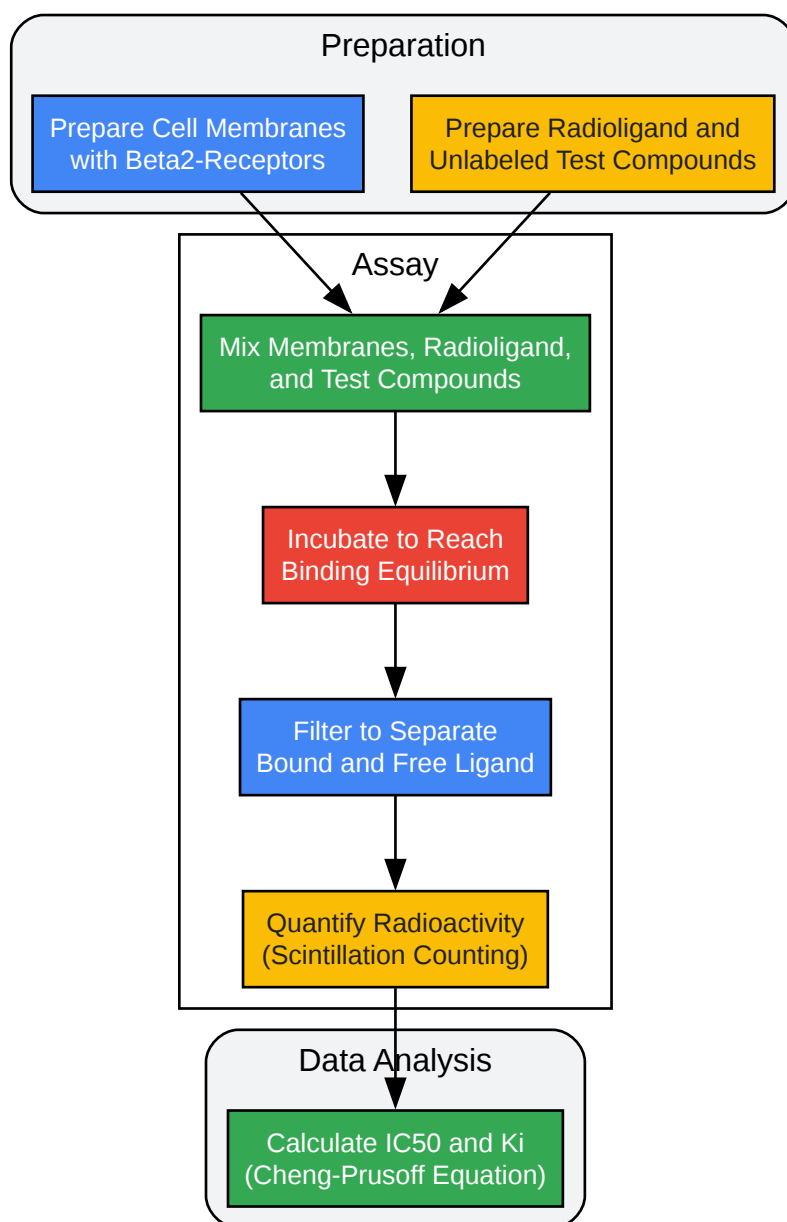 Preparation
Prepare Cell Membranes
with Beta2-Receptors
Prepare Radioligand and
Unlabeled Test Compounds
Assay
Mix Membranes, Radioligand,
and Test Compounds
Incubate to Reach
Binding Equilibrium
Filter to Separate
Bound and Free Ligand
Quantify Radioactivity
(Scintillation Counting)
Data Analysis
Calculate IC50 and Ki
(Cheng-Prusoff Equation)